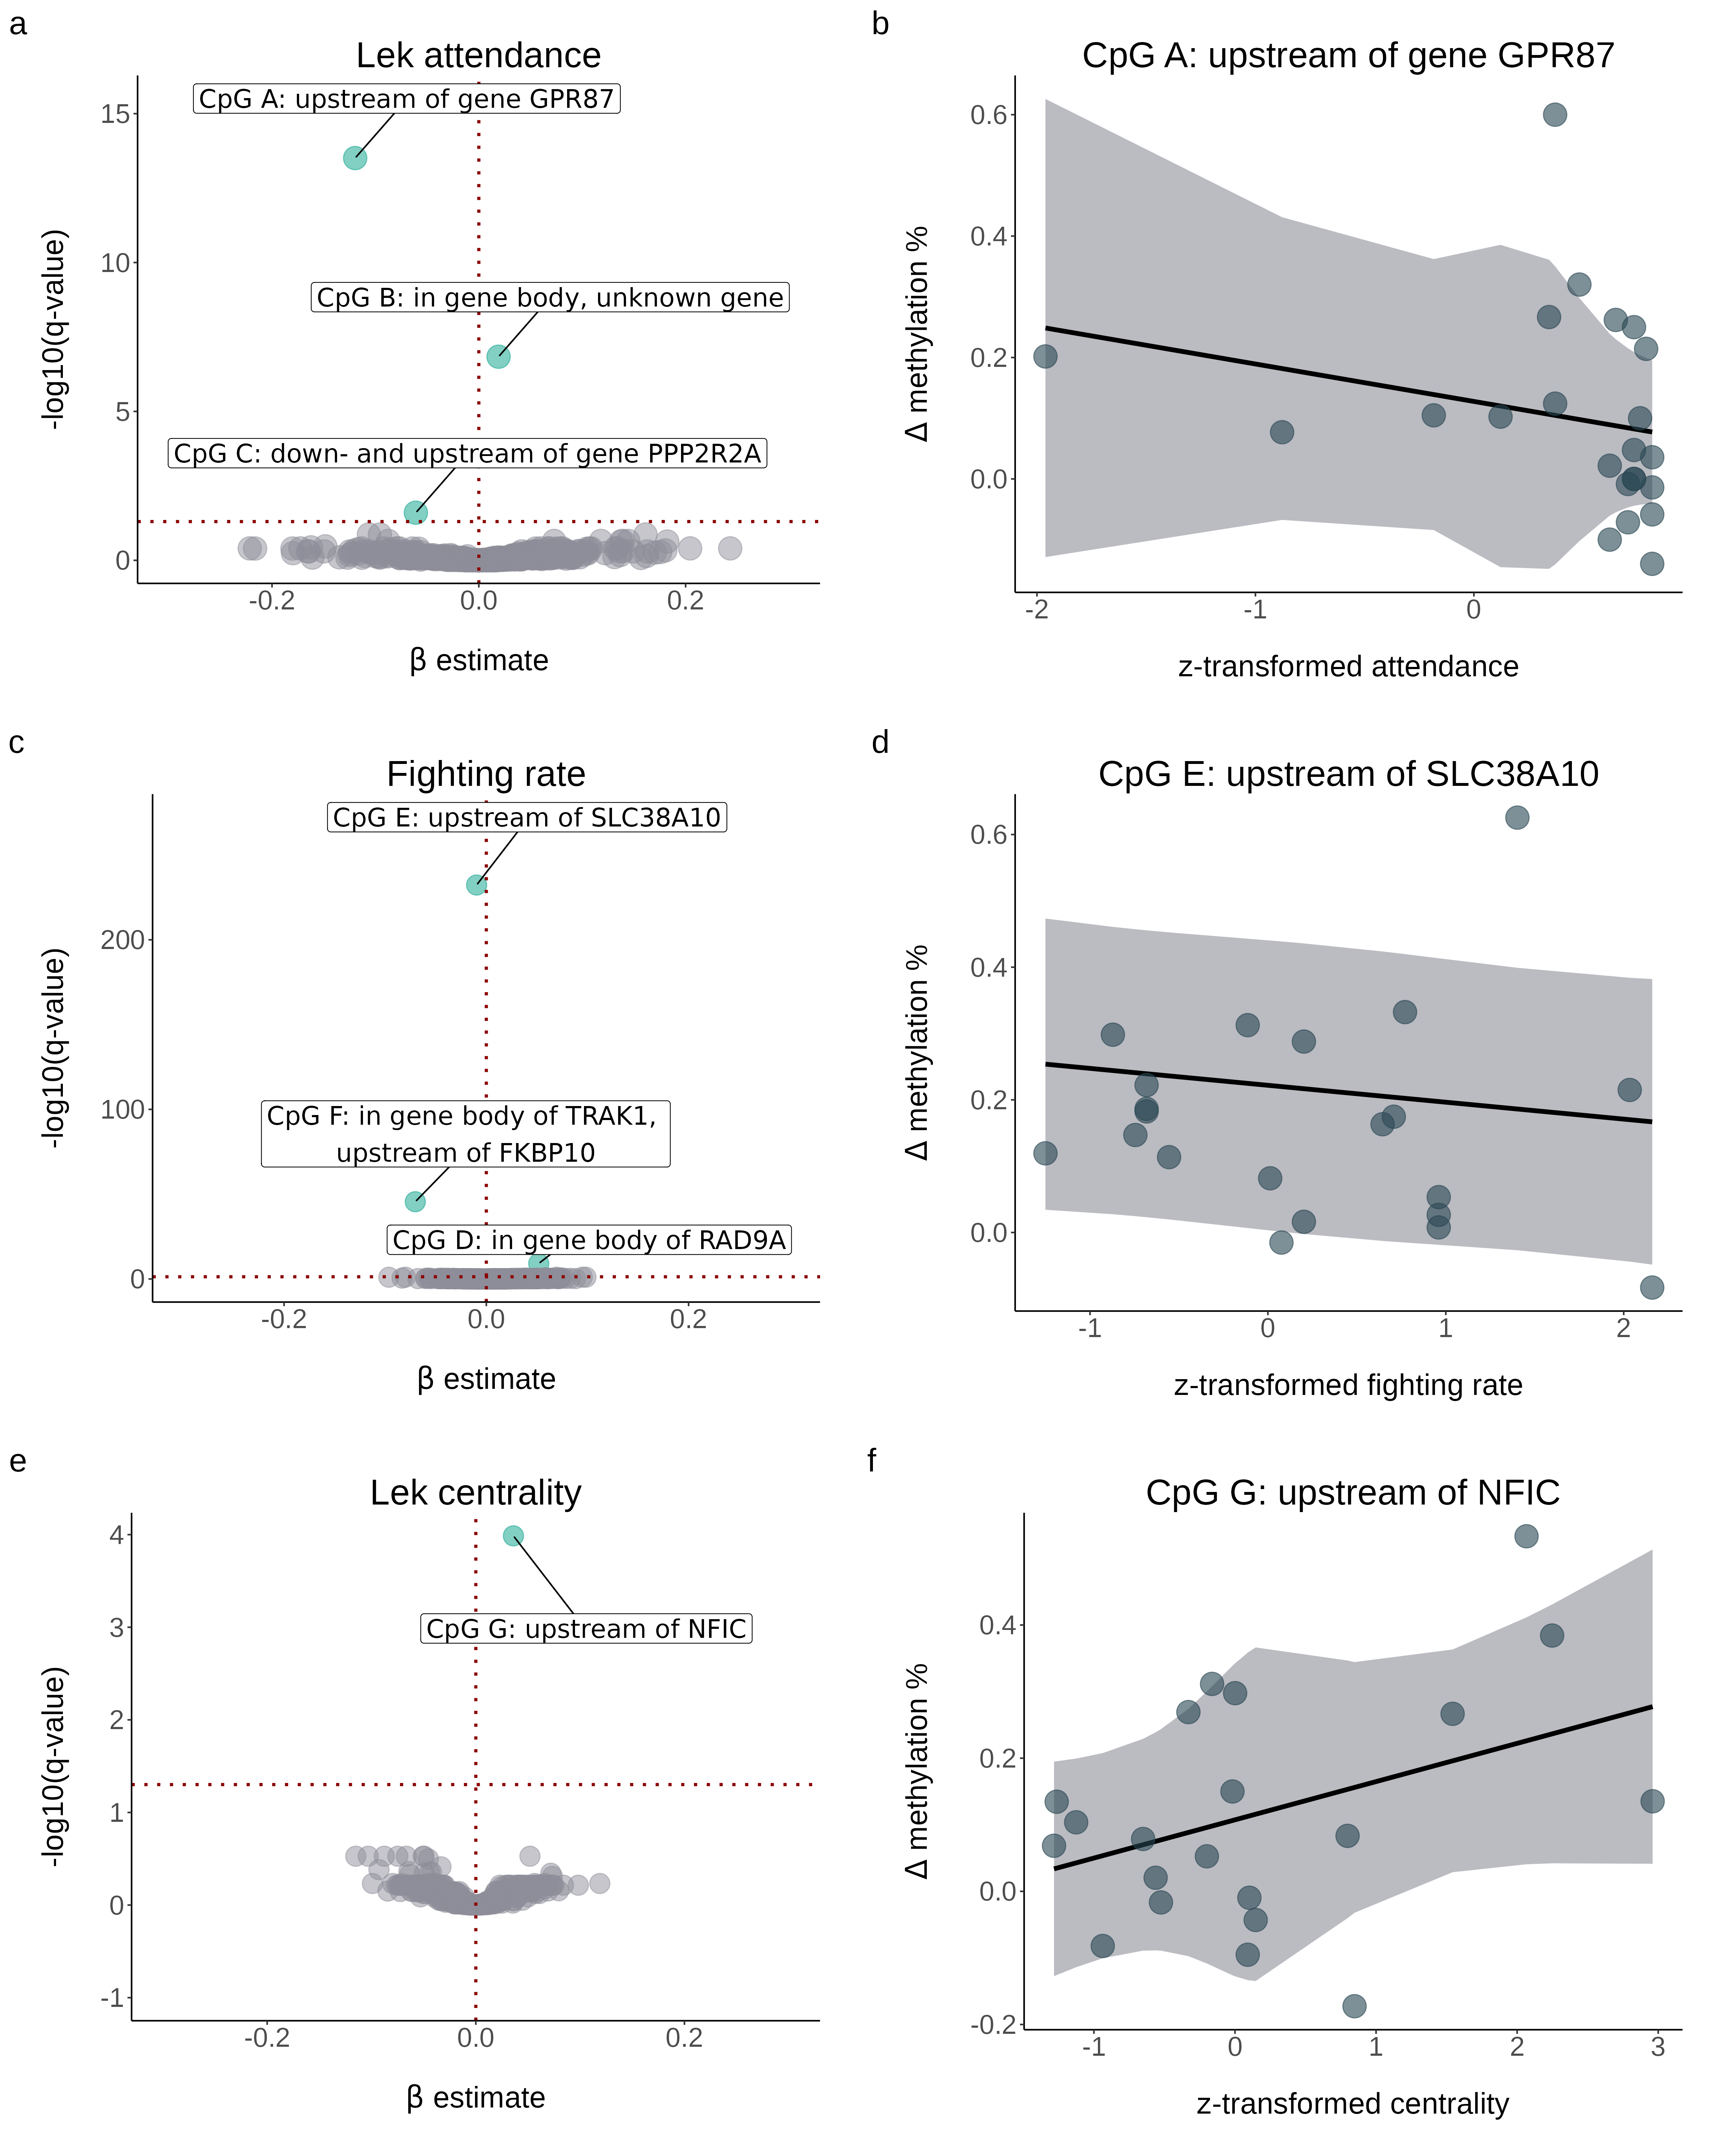 a
Lek attendance
CpG A: upstream of gene GPR87
CpG B: in gene body, unknown gene
CpG C: down- and upstream of gene PPP2R2A
15
10
5
0
-log10(q-value)
-0.2
0.0
0.2
β estimate
b
CpG A: upstream of gene GPR87
0.6
0.4
0.2
0.0
Δ methylation %
-2
-1
0
z-transformed attendance
c
Fighting rate
CpG E: upstream of SLC38A10
CpG F: in gene body of TRAK1,
upstream of FKBP10
CpG D: in gene body of RAD9A
200
100
0
-log10(q-value)
-0.2
0.0
0.2
β estimate
d
CpG E: upstream of SLC38A10
0.6
0.4
0.2
0.0
Δ methylation %
-1
0
1
2
z-transformed fighting rate
e
Lek centrality
CpG G: upstream of NFIC
4
3
2
1
0
-1
-log10(q-value)
-0.2
0.0
0.2
β estimate
f
CpG G: upstream of NFIC
0.4
0.2
0.0
-0.2
Δ methylation %
-1
0
1
2
3
z-transformed centrality